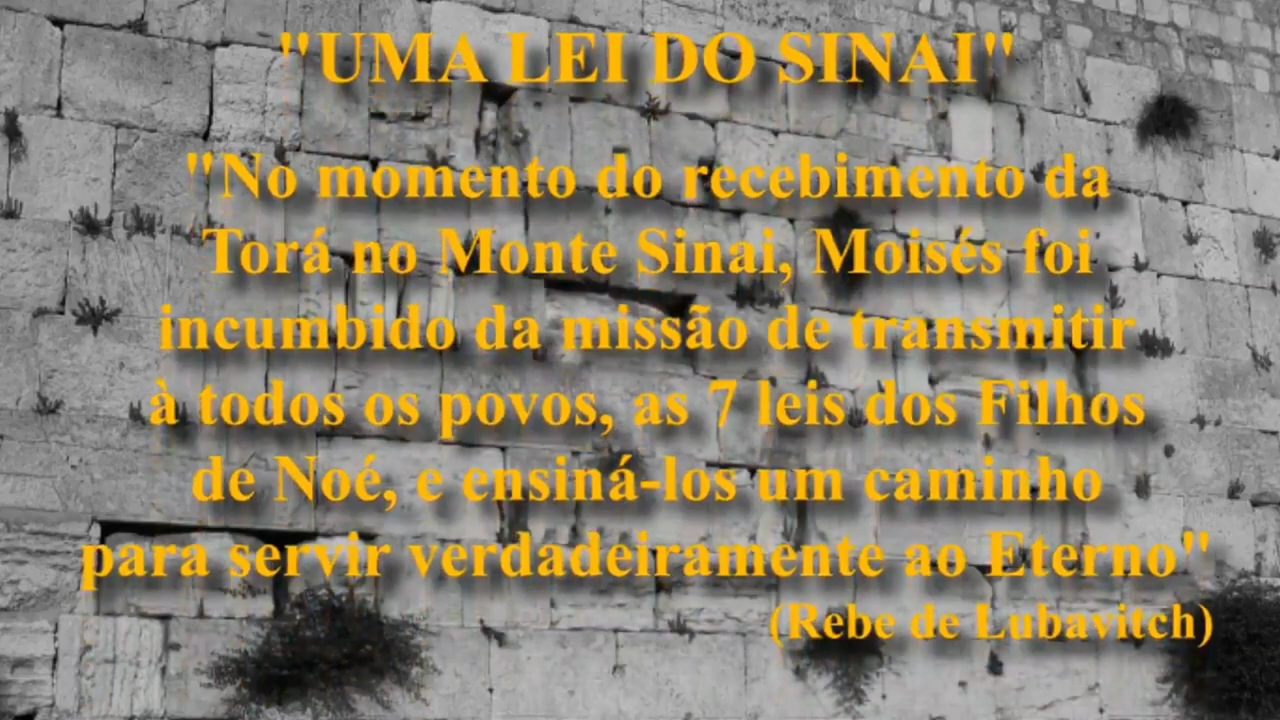 "UMA LEI DO SINAI"
"No momento do recebimento da
Torá no Monte Sinai, Moisés foi
incumbido da missão de transmitir
à todos os povos, as 7 leis dos Filhos
de Noé, e ensiná-los um caminho
para servir verdadeiramente ao Eterno"
(Rebe de Lubavitch)